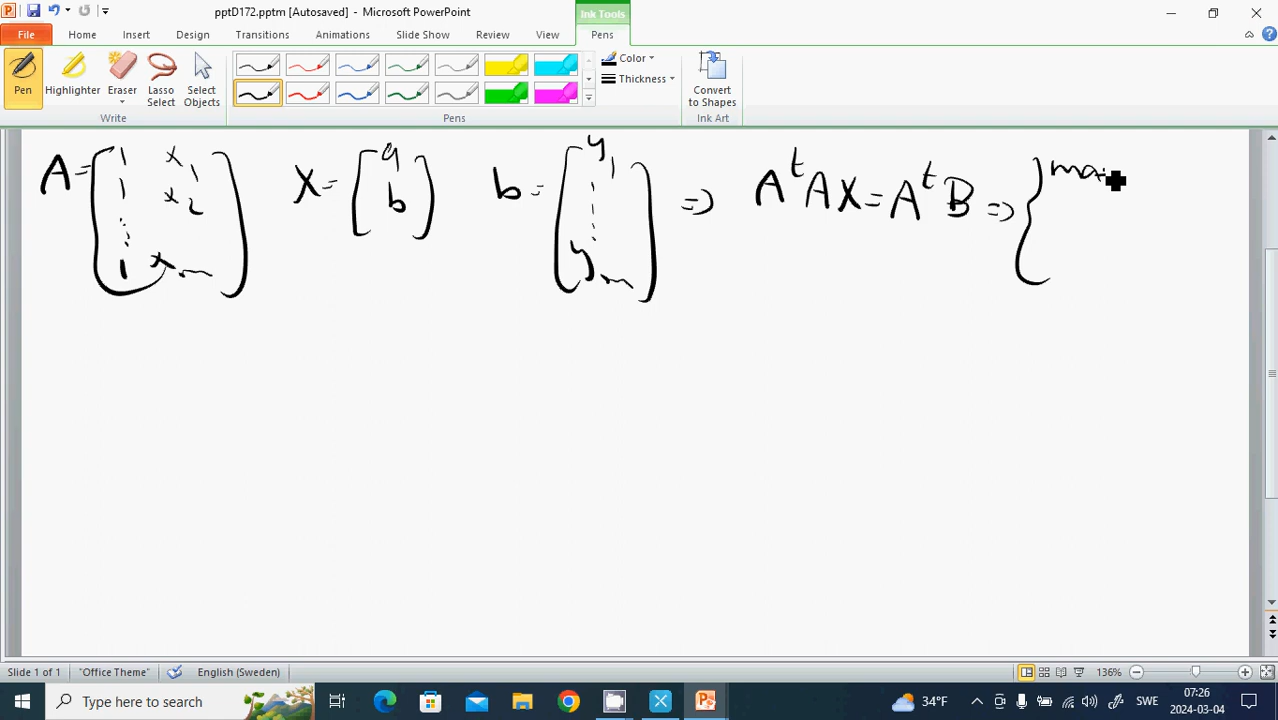 pptD172.pptm [Autosaved] - Microsoft PowerPoint
Ink Tools
File Home Insert Design Transitions Animations Slide Show Review View Pens
Pen Highlighter Eraser Lasso Select Select Objects
Color
Thickness
Convert to Shapes
Write Pens Ink Art
A = [1 x1 1 x2 ⋮ 1 xm] X = [a b] b = [y1 ⋮ ym] => A^t A X = A^t B => { ma
Slide 1 of 1 "Office Theme" English (Sweden) 136%
Type here to search 34°F SWE 07:26 2024-03-04